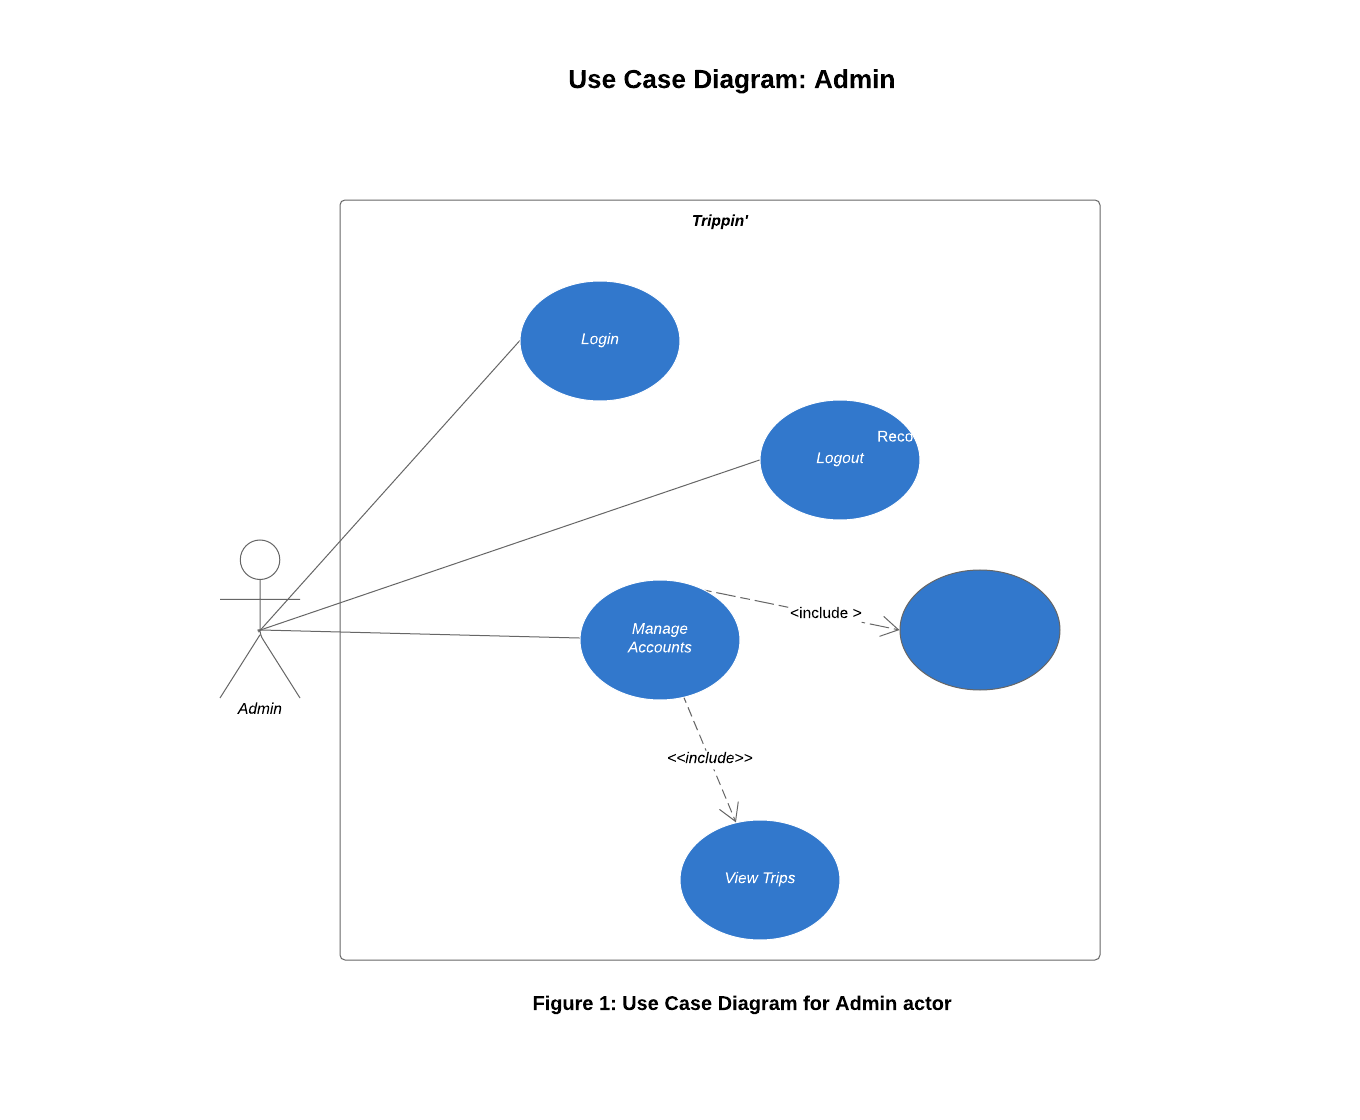 Use Case Diagram: Admin
Trippin'
Login
Reco
Logout
<include >
Manage
Accounts
Admin
<<include>>
View Trips
Figure 1: Use Case Diagram for Admin actor